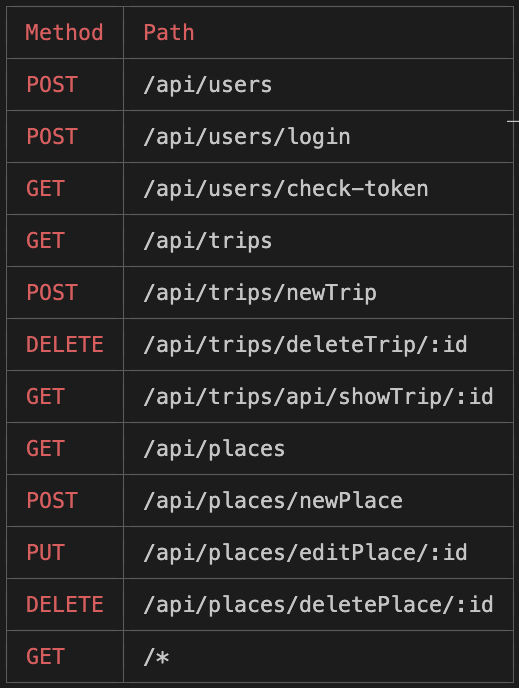 Method Path
POST /api/users
POST /api/users/login
GET /api/users/check-token
GET /api/trips
POST /api/trips/newTrip
DELETE /api/trips/deleteTrip/:id
GET /api/trips/api/showTrip/:id
GET /api/places
POST /api/places/newPlace
PUT /api/places/editPlace/:id
DELETE /api/places/deletePlace/:id
GET /*